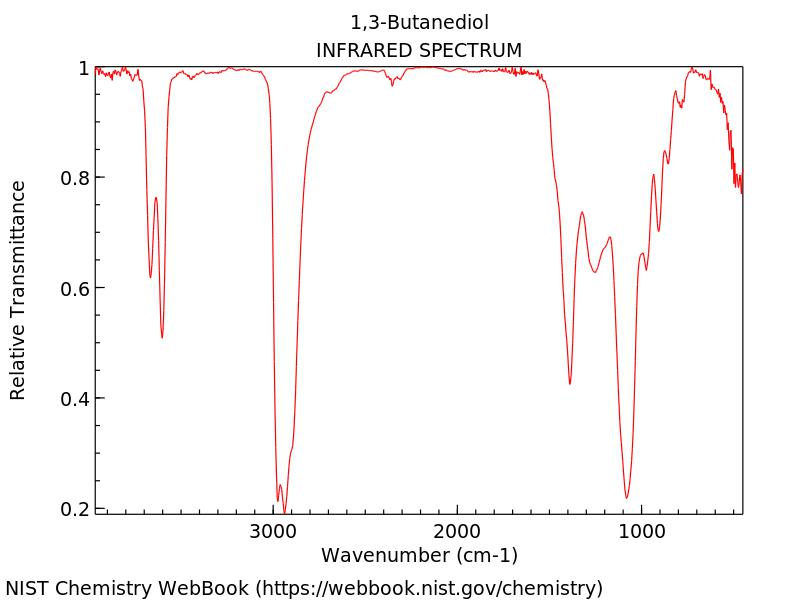 1,3-Butanediol
INFRARED SPECTRUM
1
0.8
0.6
0.4
0.2
Relative Transmittance
3000 2000 1000
Wavenumber (cm-1)
NIST Chemistry WebBook (https://webbook.nist.gov/chemistry)